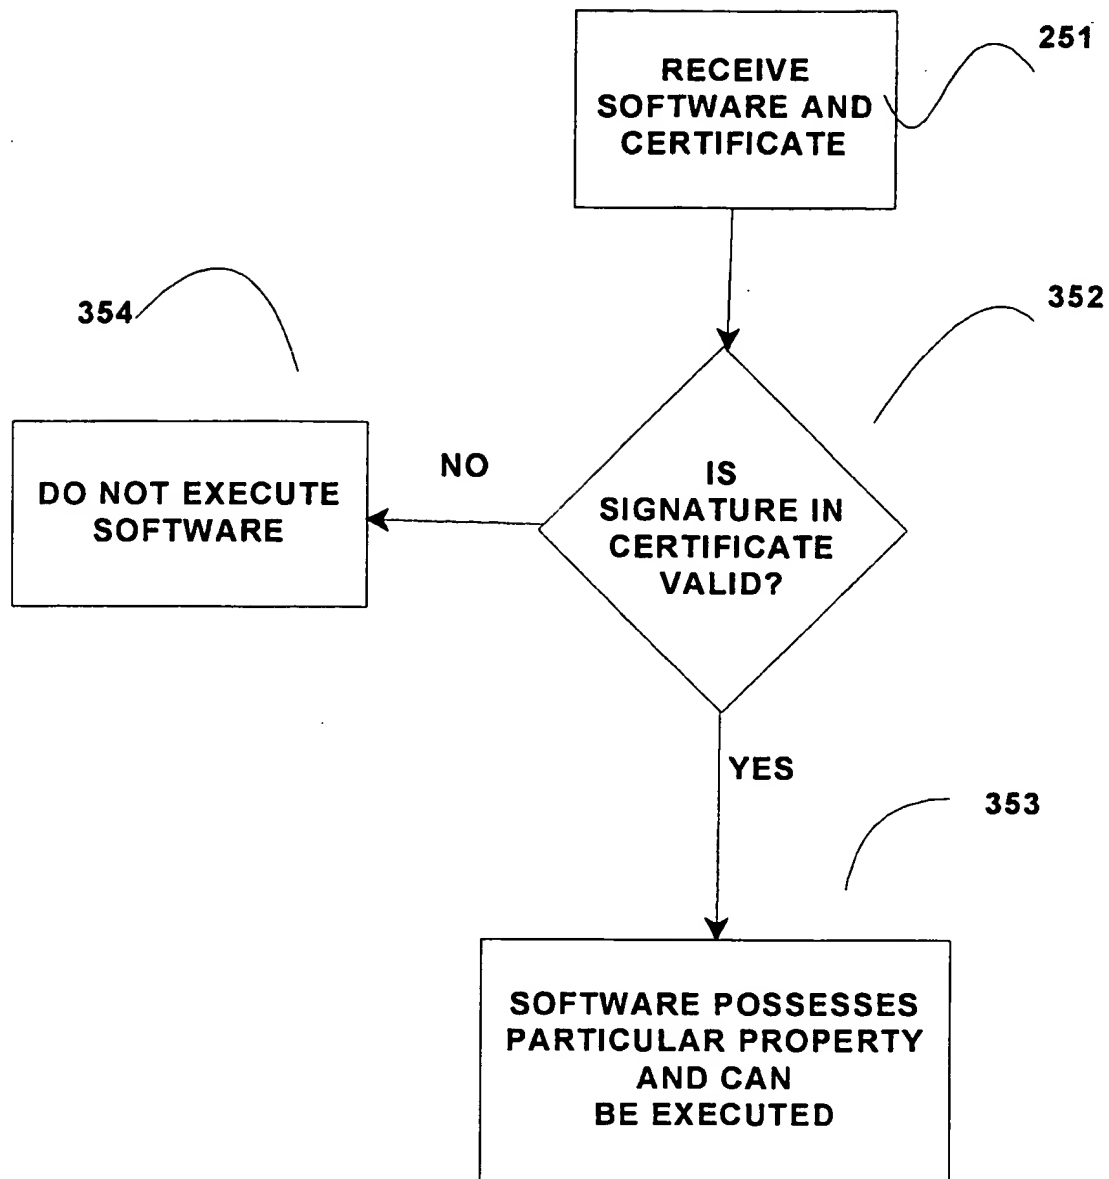 251
RECEIVE
SOFTWARE AND
CERTIFICATE
352
354
NO
IS
SIGNATURE IN
CERTIFICATE
VALID?
DO NOT EXECUTE
SOFTWARE
YES
353
SOFTWARE POSSESSES
PARTICULAR PROPERTY
AND CAN
BE EXECUTED